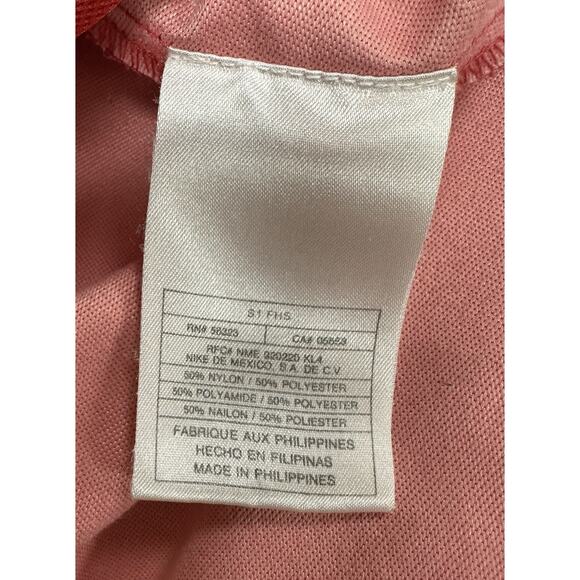 S1 FHS
RN# 56323 CA# 05553
RFC# NME 920220 KL4
NIKE DE MEXICO, S.A. DE C.V
50% NYLON / 50% POLYESTER
50% POLYAMIDE / 50% POLYESTER
50% NAILON / 50% POLIESTER
FABRIQUE AUX PHILIPPINES
HECHO EN FILIPINAS
MADE IN PHILIPPINES